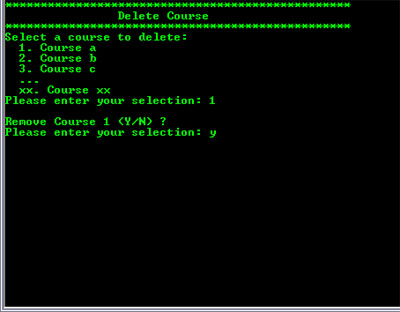 *************************************************
Delete Course
*************************************************
Select a course to delete:
1. Course a
2. Course b
3. Course c
...
xx. Course xx
Please enter your selection: 1
Remove Course 1 (Y/N) ?
Please enter your selection: y